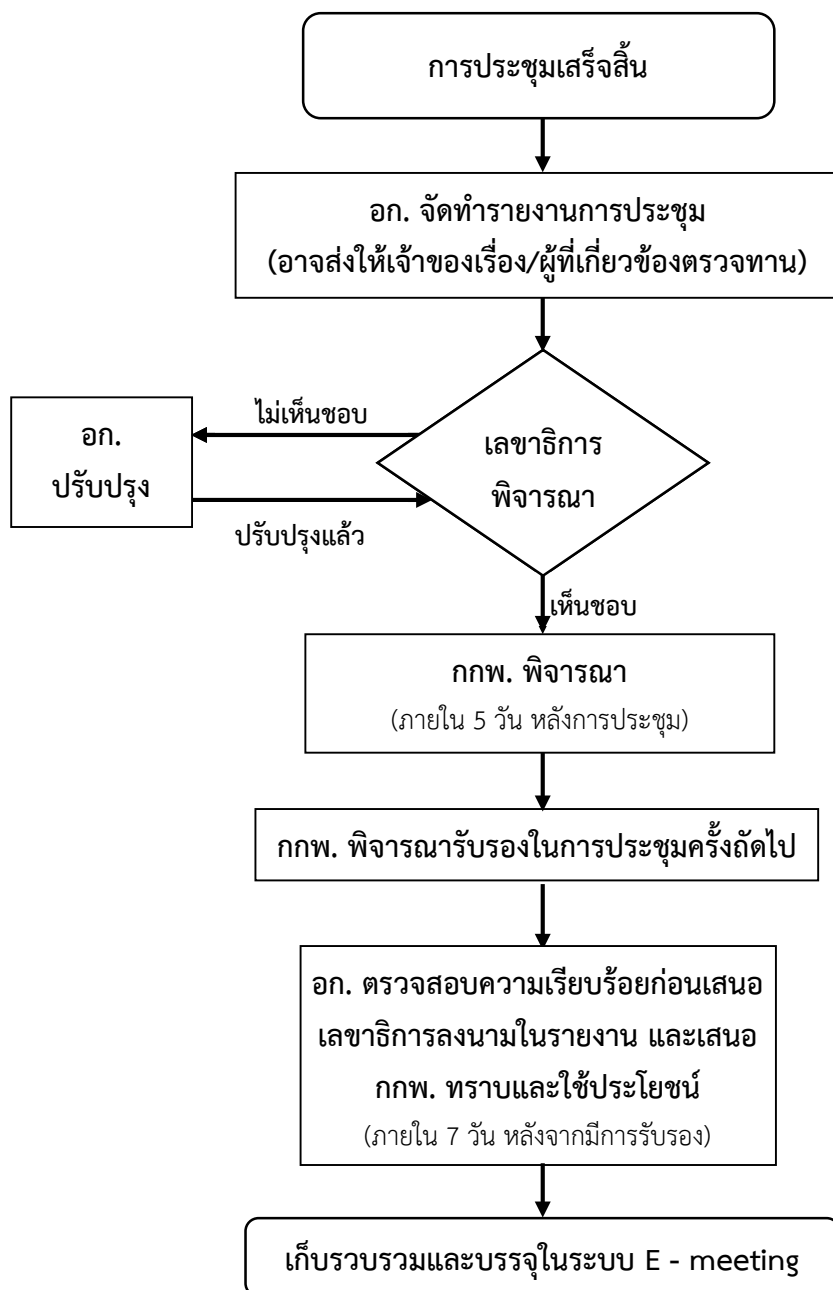 การประชุมเสร็จสิ้น
อก. จัดทำรายงานการประชุม
(อาจส่งให้เจ้าของเรื่อง/ผู้ที่เกี่ยวข้องตรวจทาน)
ไม่เห็นชอบ
อก.
ปรับปรุง
เลขาธิการ
พิจารณา
ปรับปรุงแล้ว
เห็นชอบ
กกพ. พิจารณา
(ภายใน 5 วัน หลังการประชุม)
กกพ. พิจารณารับรองในการประชุมครั้งถัดไป
อก. ตรวจสอบความเรียบร้อยก่อนเสนอ
เลขาธิการลงนามในรายงาน และเสนอ
กกพ. ทราบและใช้ประโยชน์
(ภายใน 7 วัน หลังจากมีการรับรอง)
เก็บรวบรวมและบรรจุในระบบ E - meeting